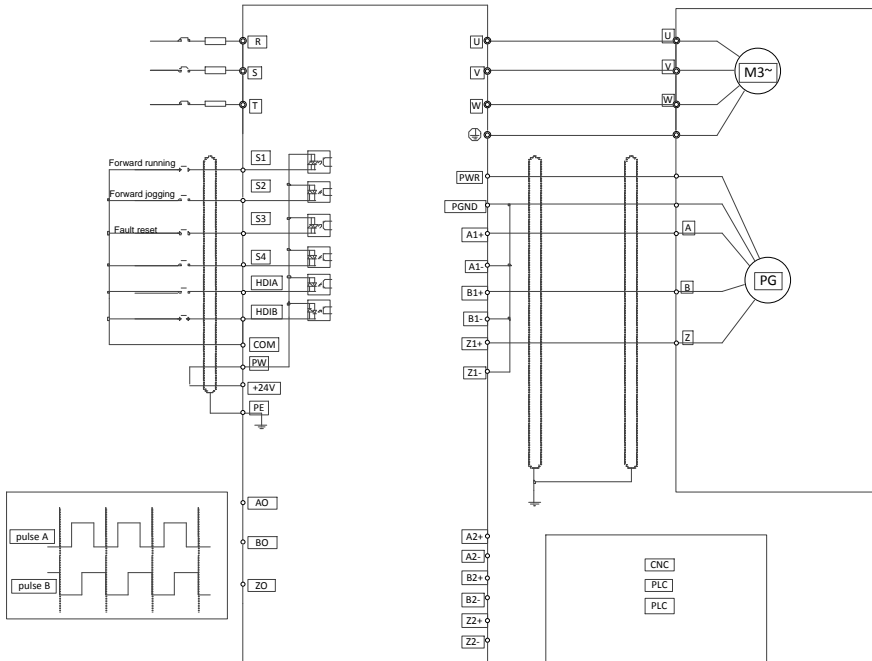 R
S
T
U
V
W
U
V
W
M3~
Forward running
Forward jogging
Fault reset
S1
S2
S3
S4
HDIA
HDIB
COM
PW
+24V
PE
PWR
PGND
A1+
A1-
B1+
B1-
Z1+
Z1-
A
B
Z
PG
pulse A
pulse B
AO
BO
ZO
A2+
A2-
B2+
B2-
Z2+
Z2-
CNC
PLC
PLC